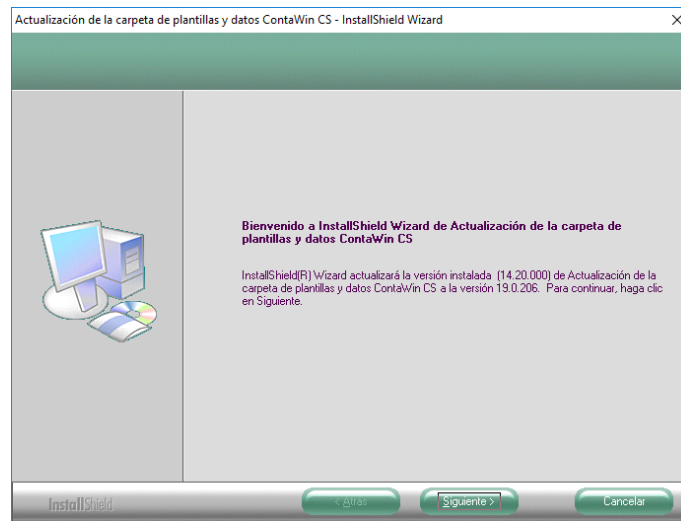 Actualización de la carpeta de plantillas y datos ContaWin CS - InstallShield Wizard
Bienvenido a InstallShield Wizard de Actualización de la carpeta de
plantillas y datos ContaWin CS
InstallShield(R) Wizard actualizará la versión instalada (14.20.000) de Actualización de la
carpeta de plantillas y datos ContaWin CS a la versión 19.0.206. Para continuar, haga clic
en Siguiente.
InstallShield
< Atrás
Siguiente >
Cancelar